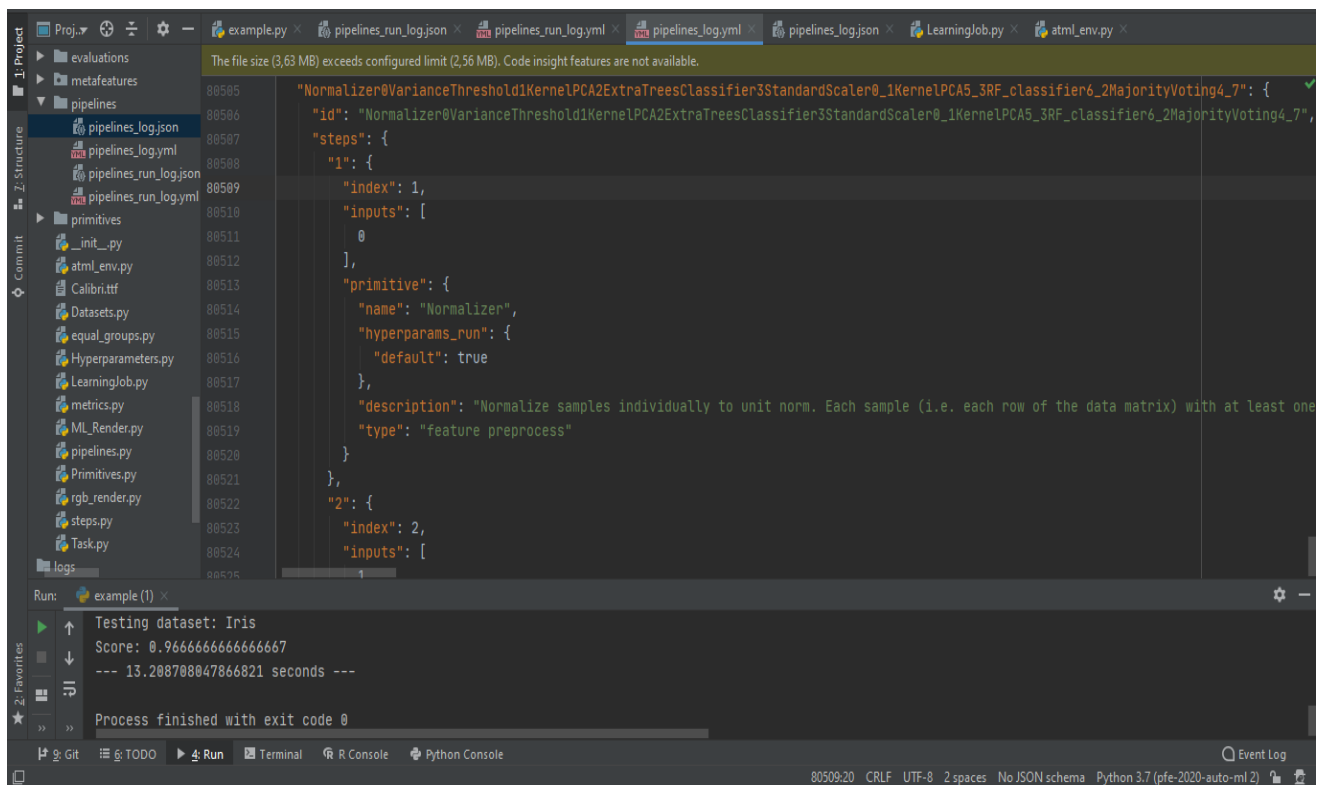 1: Project
Proj..
example.py
pipelines_run_log.json
pipelines_run_log.yml
pipelines_log.yml
pipelines_log.json
LearningJob.py
atml_env.py
evaluations
metafeatures
pipelines
pipelines_log.json
pipelines_log.yml
pipelines_run_log.json
pipelines_run_log.yml
primitives
__init__.py
atml_env.py
Calibri.ttf
Datasets.py
equal_groups.py
Hyperparameters.py
LearningJob.py
metrics.py
ML_Render.py
pipelines.py
Primitives.py
rgb_render.py
steps.py
Task.py
logs
7: Structure
Commit
2: Favorites
The file size (3,63 MB) exceeds configured limit (2,56 MB). Code insight features are not available.
80505 "Normalizer0VarianceThreshold1KernelPCA2ExtraTreesClassifier3StandardScaler0_1KernelPCA5_3RF_classifier6_2MajorityVoting4_7": {
80506 "id": "Normalizer0VarianceThreshold1KernelPCA2ExtraTreesClassifier3StandardScaler0_1KernelPCA5_3RF_classifier6_2MajorityVoting4_7",
80507 "steps": {
80508 "1": {
80509 "index": 1,
80510 "inputs": [
80511 0
80512 ],
80513 "primitive": {
80514 "name": "Normalizer",
80515 "hyperparams_run": {
80516 "default": true
80517 },
80518 "description": "Normalize samples individually to unit norm. Each sample (i.e. each row of the data matrix) with at least one
80519 "type": "feature preprocess"
80520 }
80521 },
80522 "2": {
80523 "index": 2,
80524 "inputs": [
80525 1
Run: example (1)
Testing dataset: Iris
Score: 0.9666666666666667
--- 13.208708047866821 seconds ---
Process finished with exit code 0
9: Git 6: TODO 4: Run Terminal R Console Python Console Event Log
80509:20 CRLF UTF-8 2 spaces No JSON schema Python 3.7 (pfe-2020-auto-ml 2)